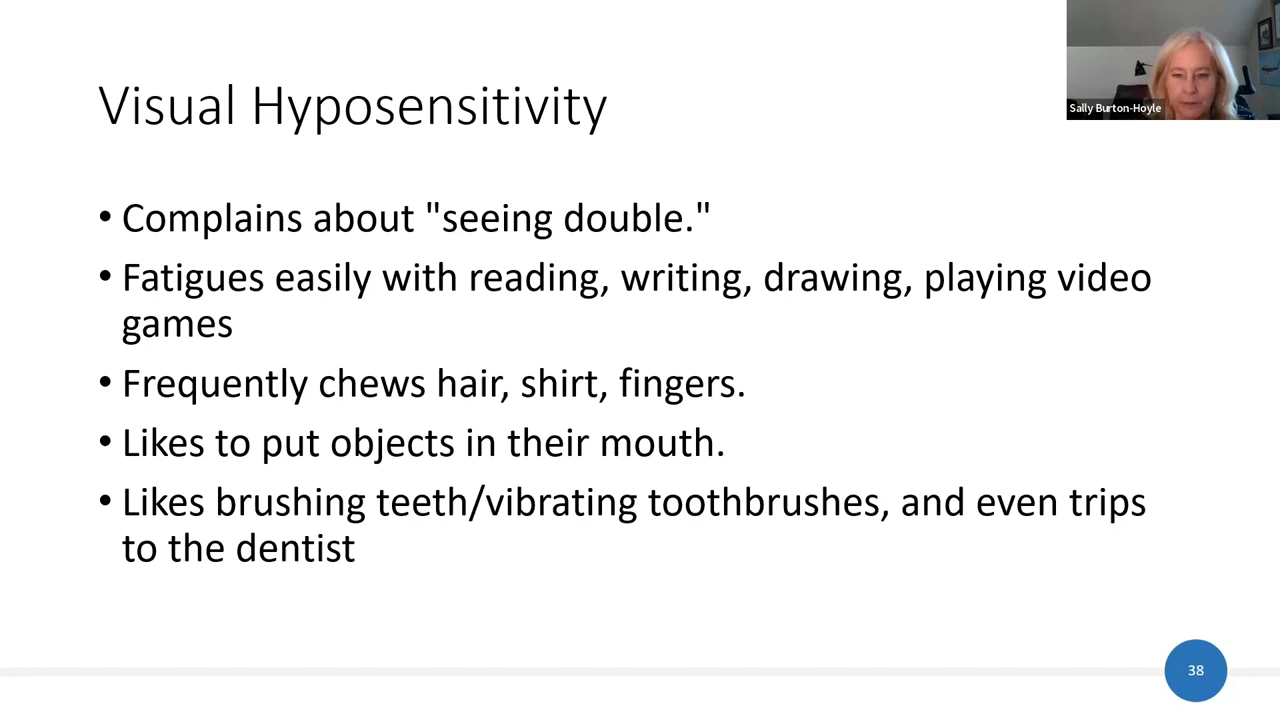 Visual Hyposensitivity
Sally Burton-Hoyle
• Complains about "seeing double."
• Fatigues easily with reading, writing, drawing, playing video
games
• Frequently chews hair, shirt, fingers.
• Likes to put objects in their mouth.
• Likes brushing teeth/vibrating toothbrushes, and even trips
to the dentist
38